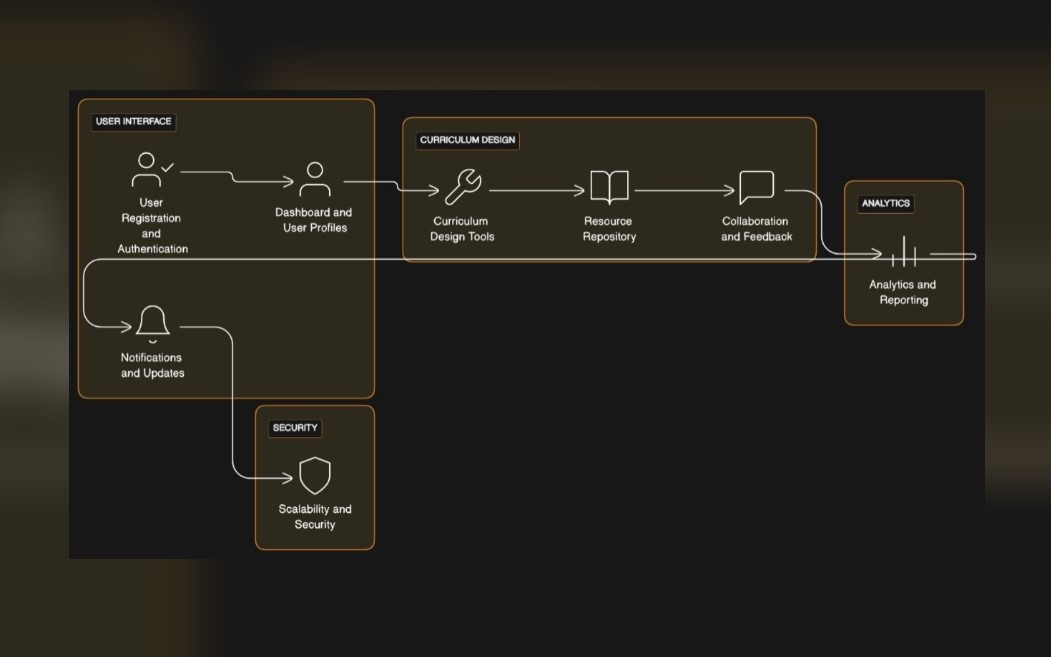 USER INTERFACE
User
Registration
and
Authentication
Dashboard and
User Profiles
CURRICULUM DESIGN
Curriculum
Design Tools
Resource
Repository
Collaboration
and Feedback
ANALYTICS
Analytics and
Reporting
Notifications
and Updates
SECURITY
Scalability and
Security